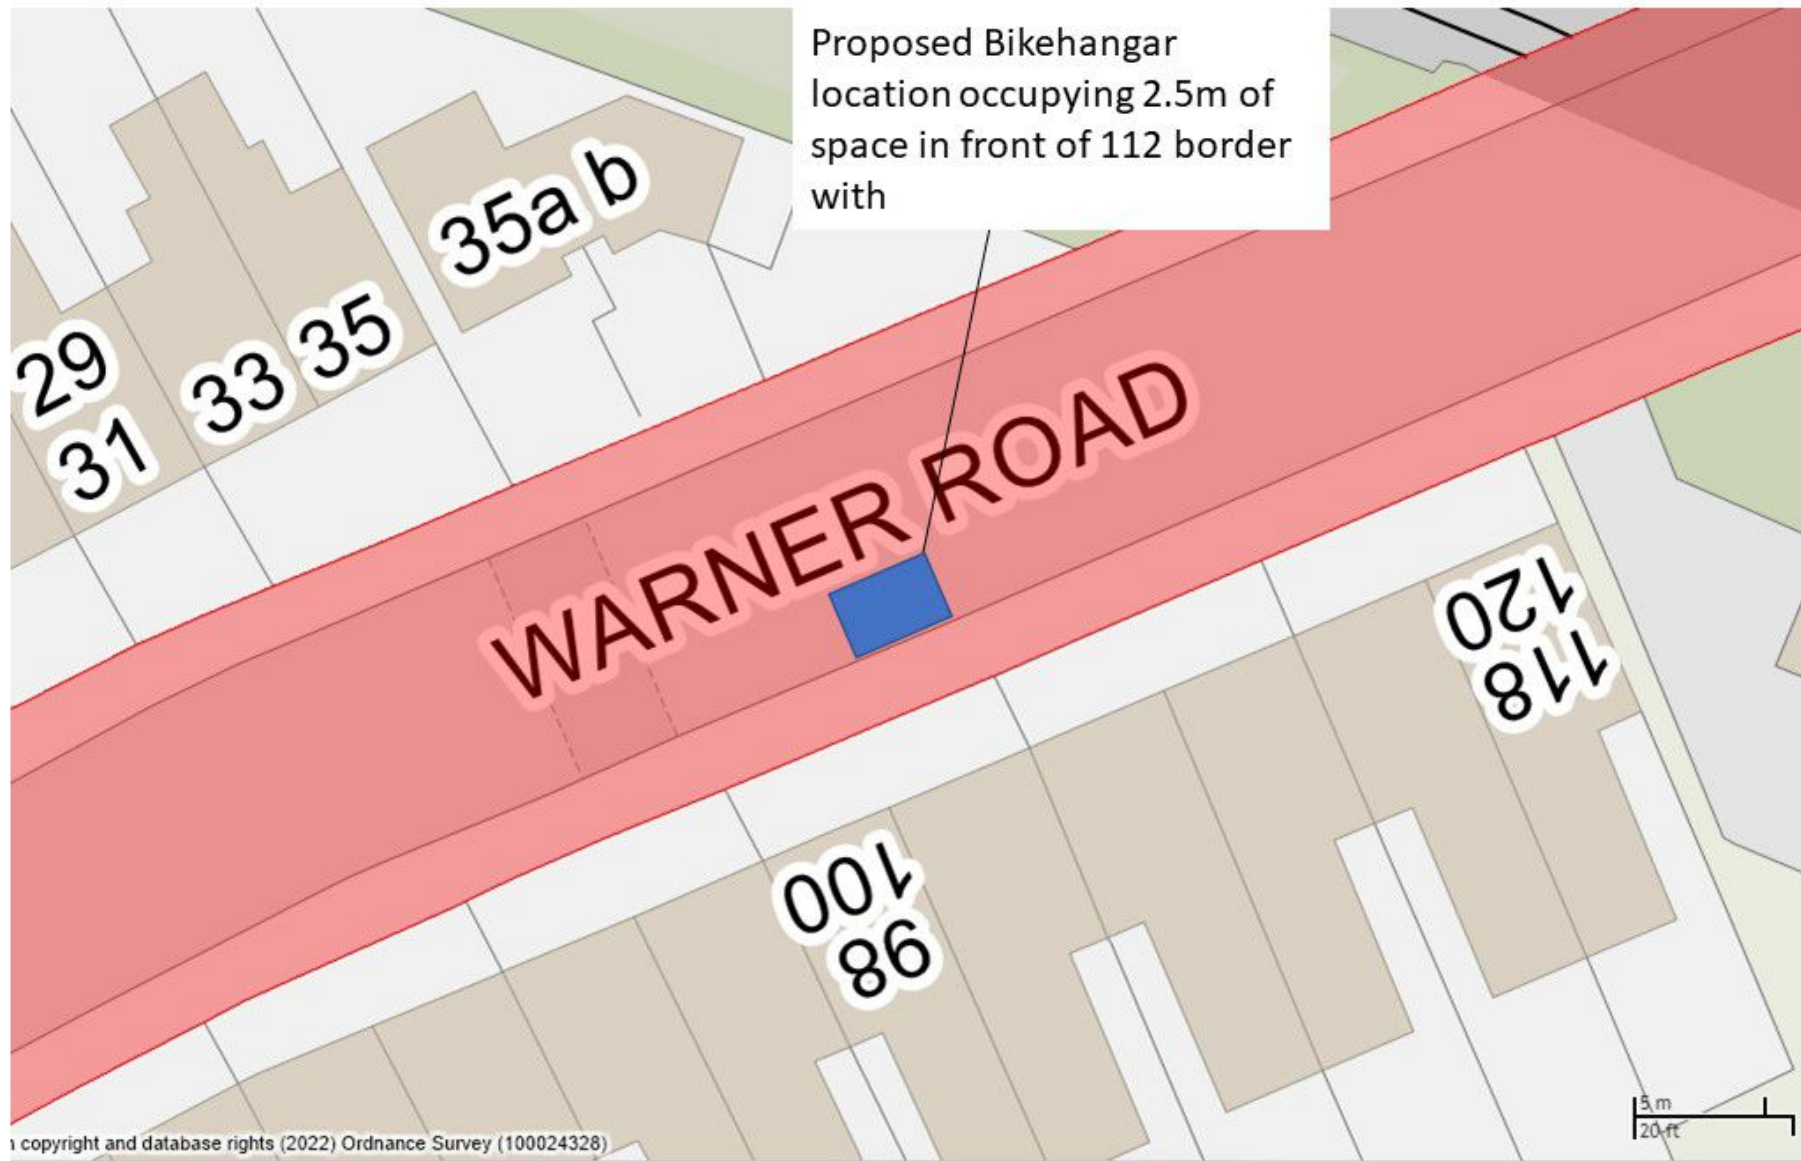 Proposed Bikehangar
location occupying 2.5m of
space in front of 112 border
with
35a b
29
33 35
31
WARNER ROAD
120
118
100
98
5 m
20 ft
copyright and database rights (2022) Ordnance Survey (100024328)